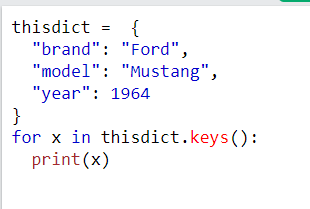 thisdict =  {
  "brand": "Ford",
  "model": "Mustang",
  "year": 1964
}
for x in thisdict.keys():
  print(x)